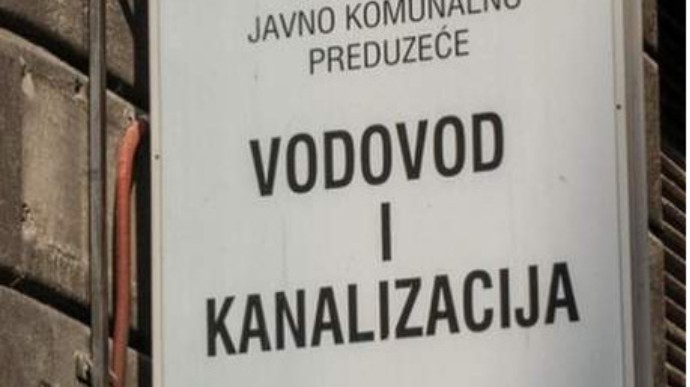 JAVNO KOMUNALNO
PREDUZEĆE
VODOVOD
I
KANALIZACIJA